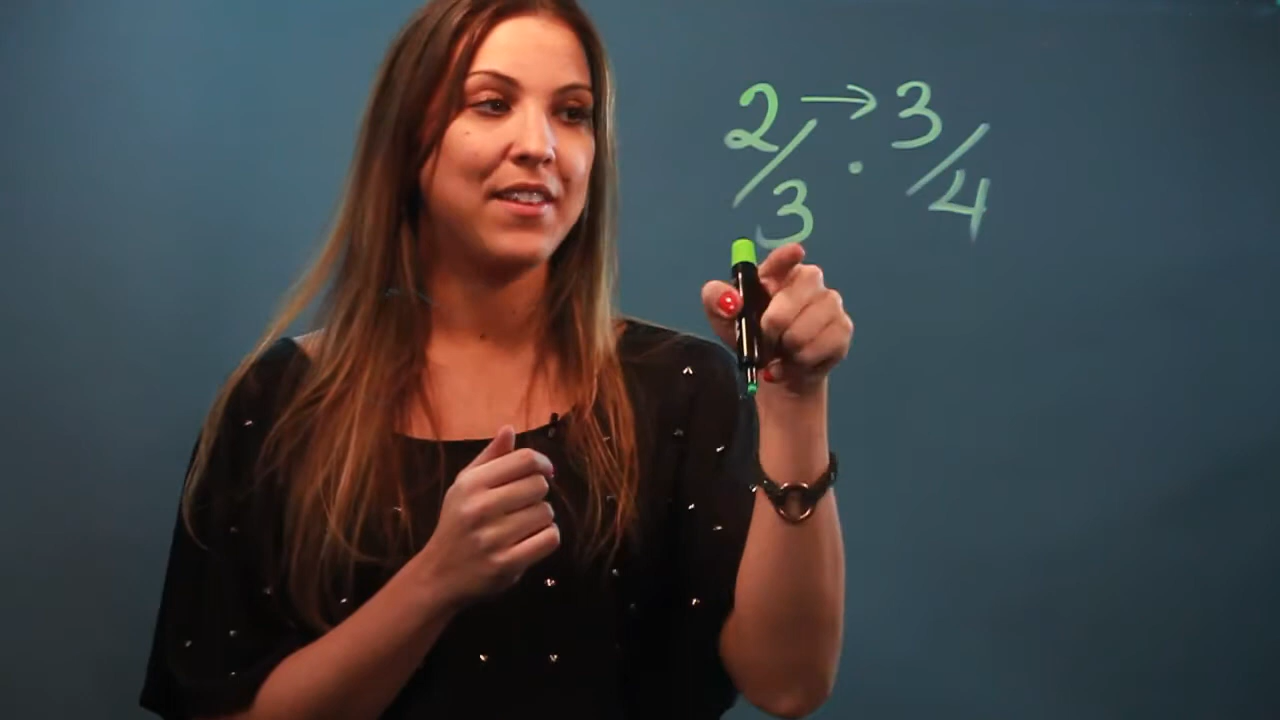 2/3 → · 3/4